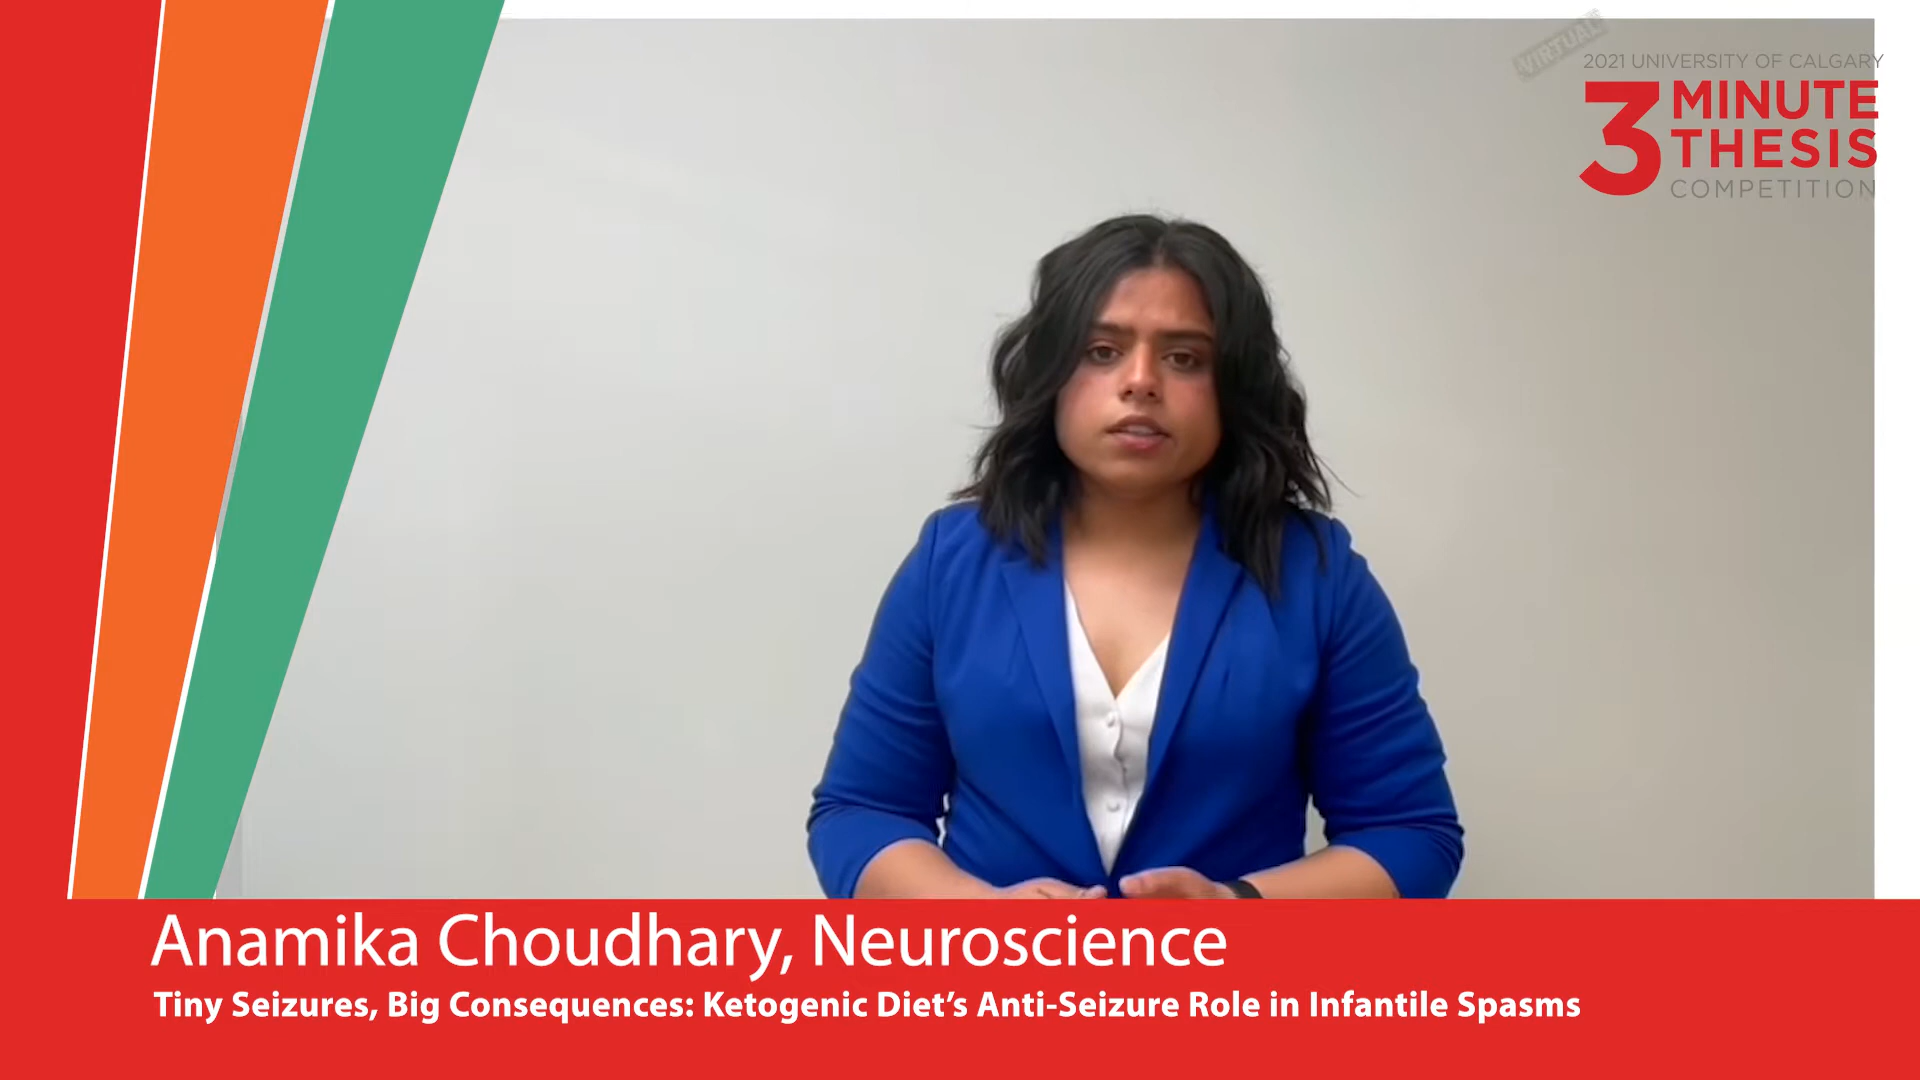 VIRTUAL
2021 UNIVERSITY OF CALGARY
3 MINUTE
THESIS
COMPETITION
Anamika Choudhary, Neuroscience
Tiny Seizures, Big Consequences: Ketogenic Diet’s Anti-Seizure Role in Infantile Spasms